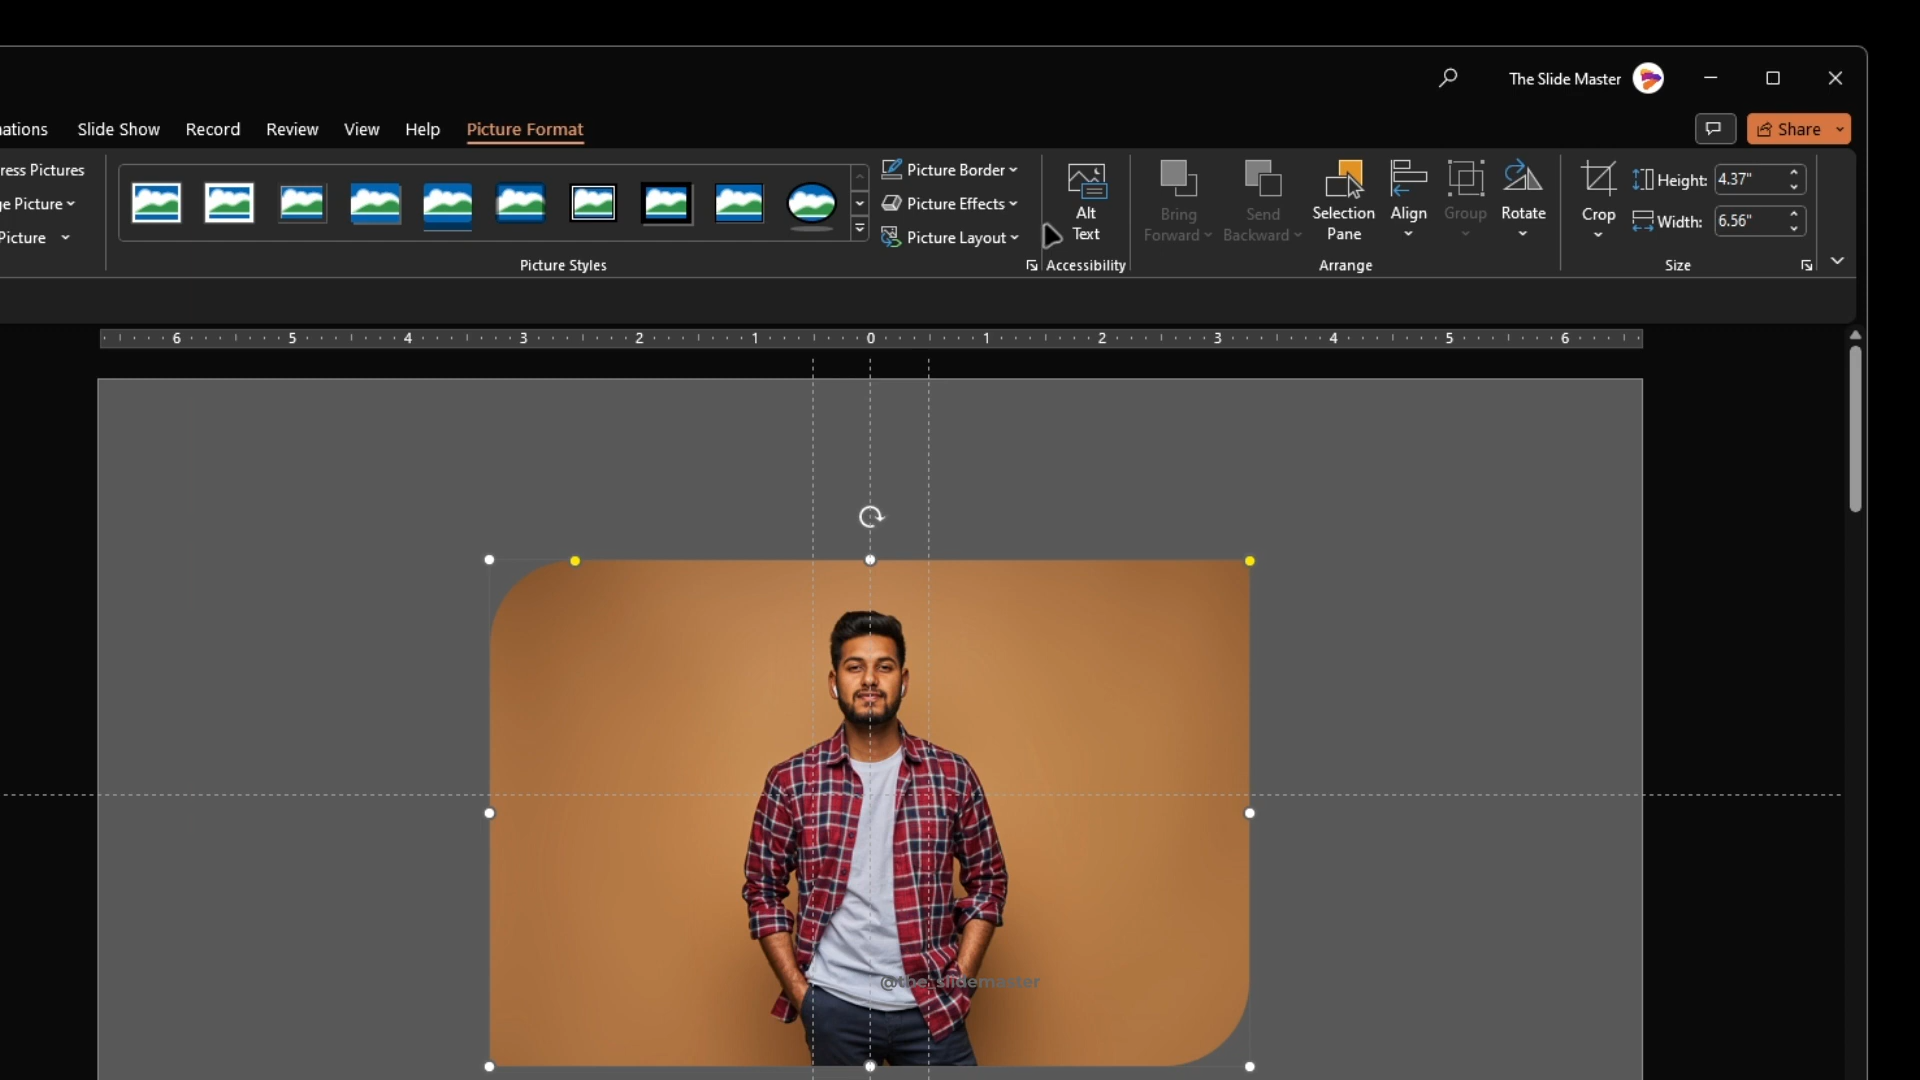 The Slide Master
nations Slide Show Record Review View Help Picture Format Share
ress Pictures
ge Picture
Picture
Picture Border
Picture Effects
Picture Layout
Picture Styles
Alt
Text
Accessibility
Bring
Forward
Send
Backward
Selection
Pane
Align
Group
Rotate
Arrange
Crop
Height: 4.37"
Width: 6.56"
Size
6 5 4 3 2 1 0 1 2 3 4 5 6
@the_slidemaster